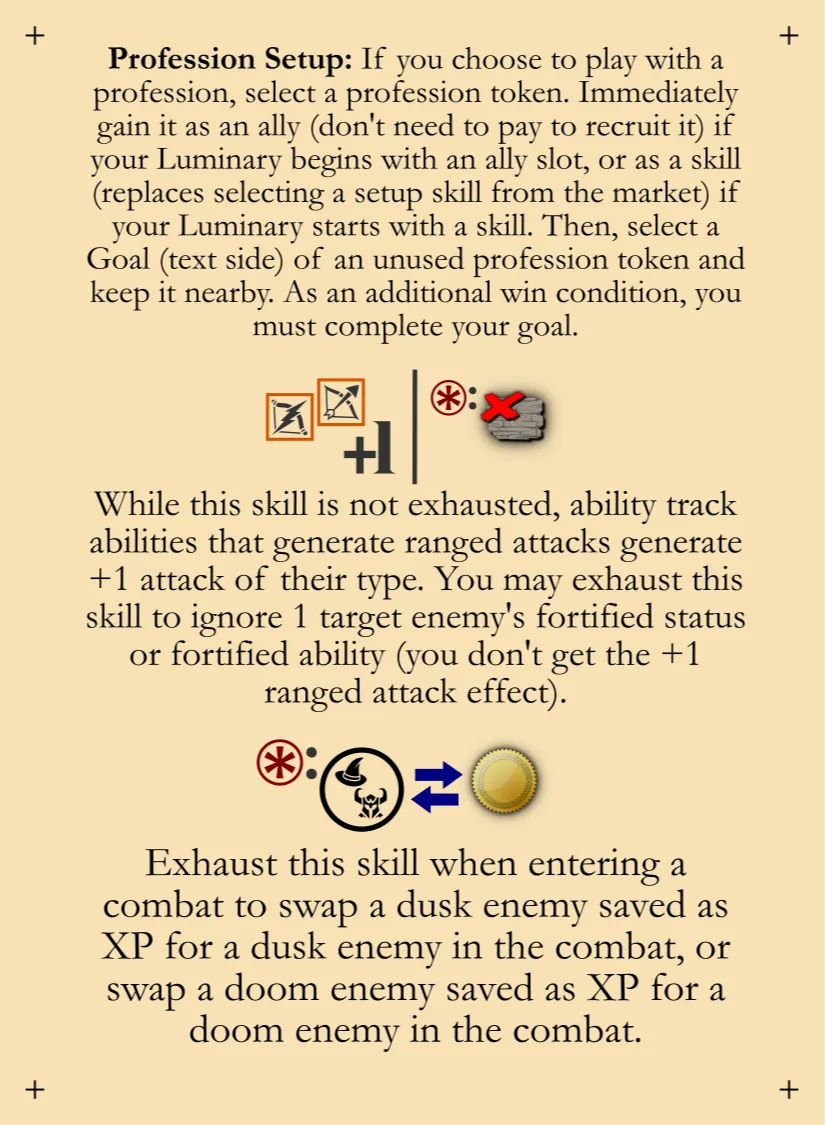 Profession Setup: If you choose to play with a
profession, select a profession token. Immediately
gain it as an ally (don't need to pay to recruit it) if
your Luminary begins with an ally slot, or as a skill
(replaces selecting a setup skill from the market) if
your Luminary starts with a skill. Then, select a
Goal (text side) of an unused profession token and
keep it nearby. As an additional win condition, you
must complete your goal.
+1
:
While this skill is not exhausted, ability track
abilities that generate ranged attacks generate
+1 attack of their type. You may exhaust this
skill to ignore 1 target enemy's fortified status
or fortified ability (you don't get the +1
ranged attack effect).
:
Exhaust this skill when entering a
combat to swap a dusk enemy saved as
XP for a dusk enemy in the combat, or
swap a doom enemy saved as XP for a
doom enemy in the combat.